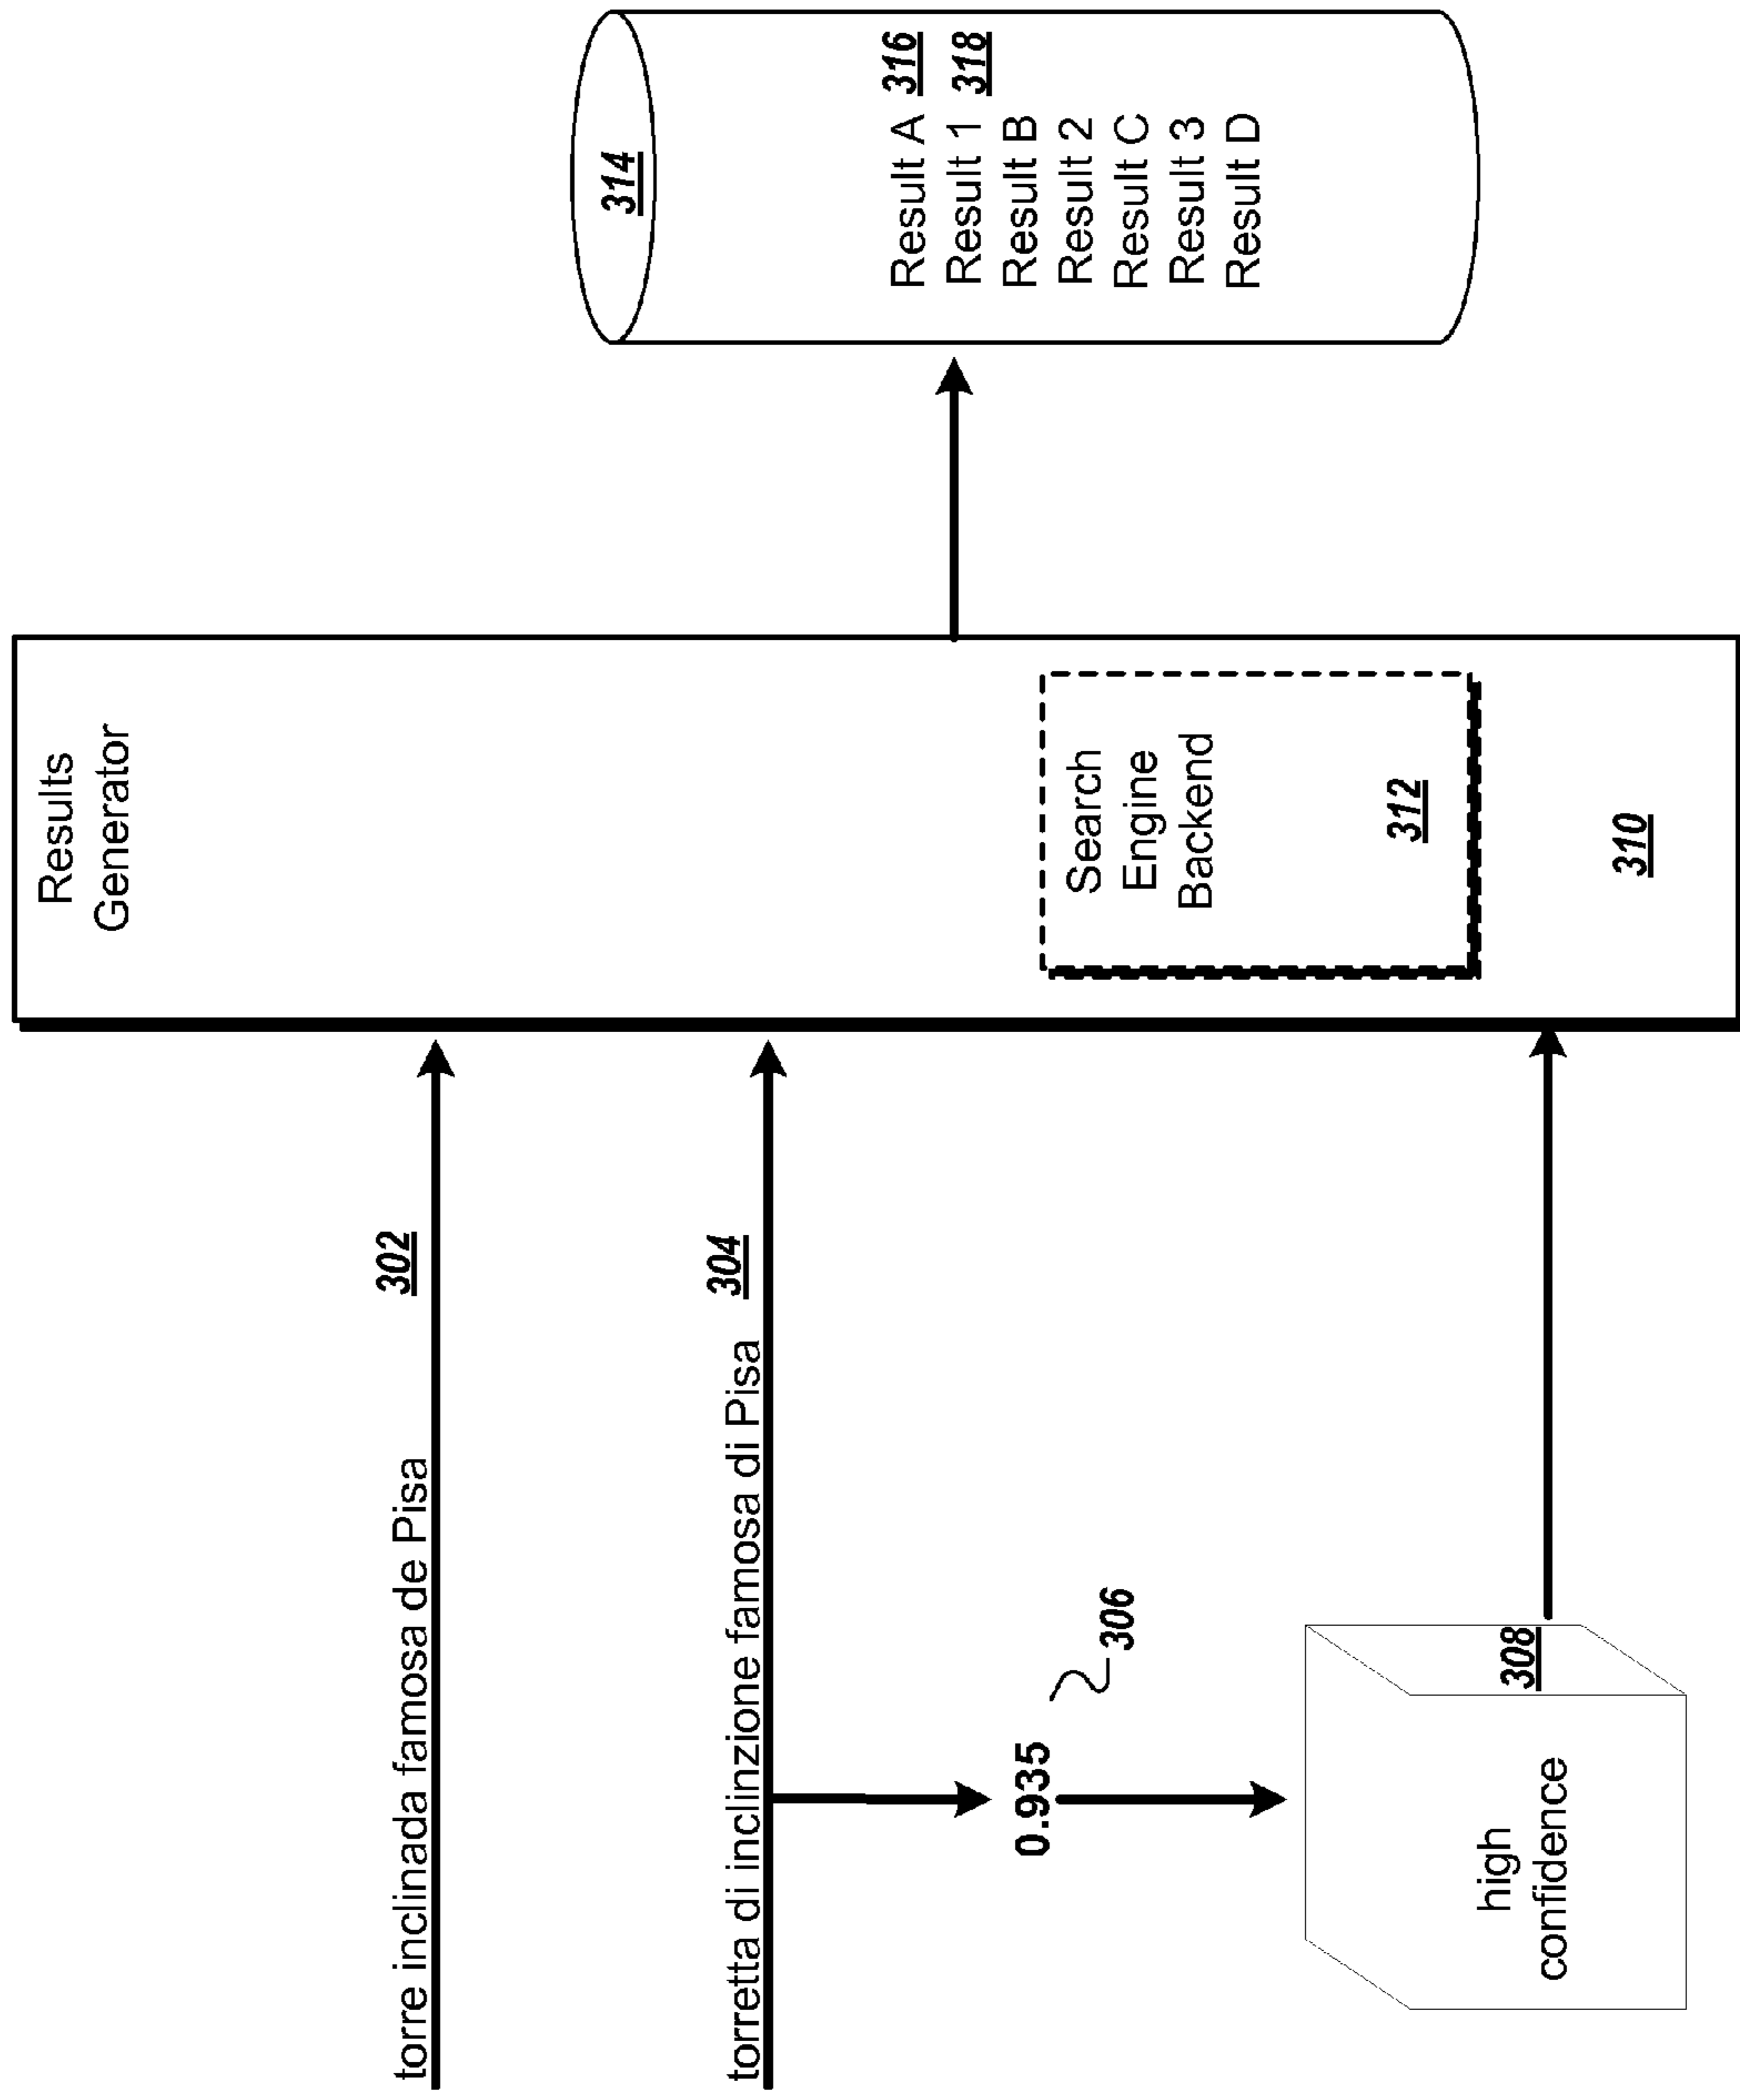 torre inclinada famosa de Pisa
302
torretta di inclinzione famosa di Pisa
304
0.935
306
high
confidence
308
Results
Generator
Search
Engine
Backend
312
310
314
Result A 316
Result 1 318
Result B
Result 2
Result C
Result 3
Result D